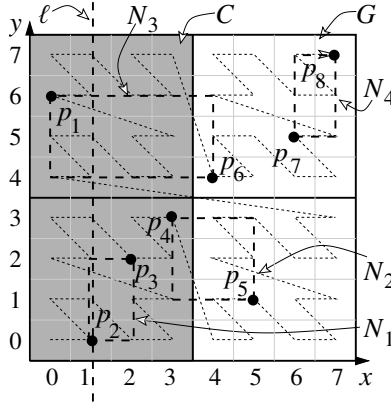 y ℓ N₃ C G
7
p₈
6
p₁ N₄
5 p₇
4 p₆
3 p₄
2 p₃ p₅ N₂
1
p₂ N₁
0
0 1 2 3 4 5 6 7 x